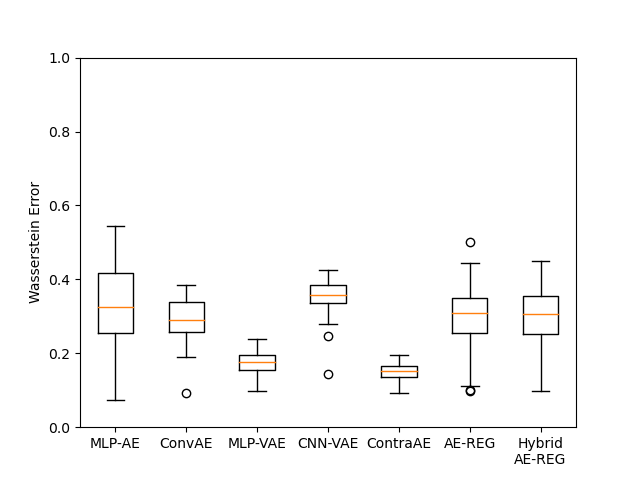 1.0
0.8
0.6
0.4
0.2
0.0
Wasserstein Error
MLP-AE ConvAE MLP-VAE CNN-VAE ContraAE AE-REG Hybrid
AE-REG